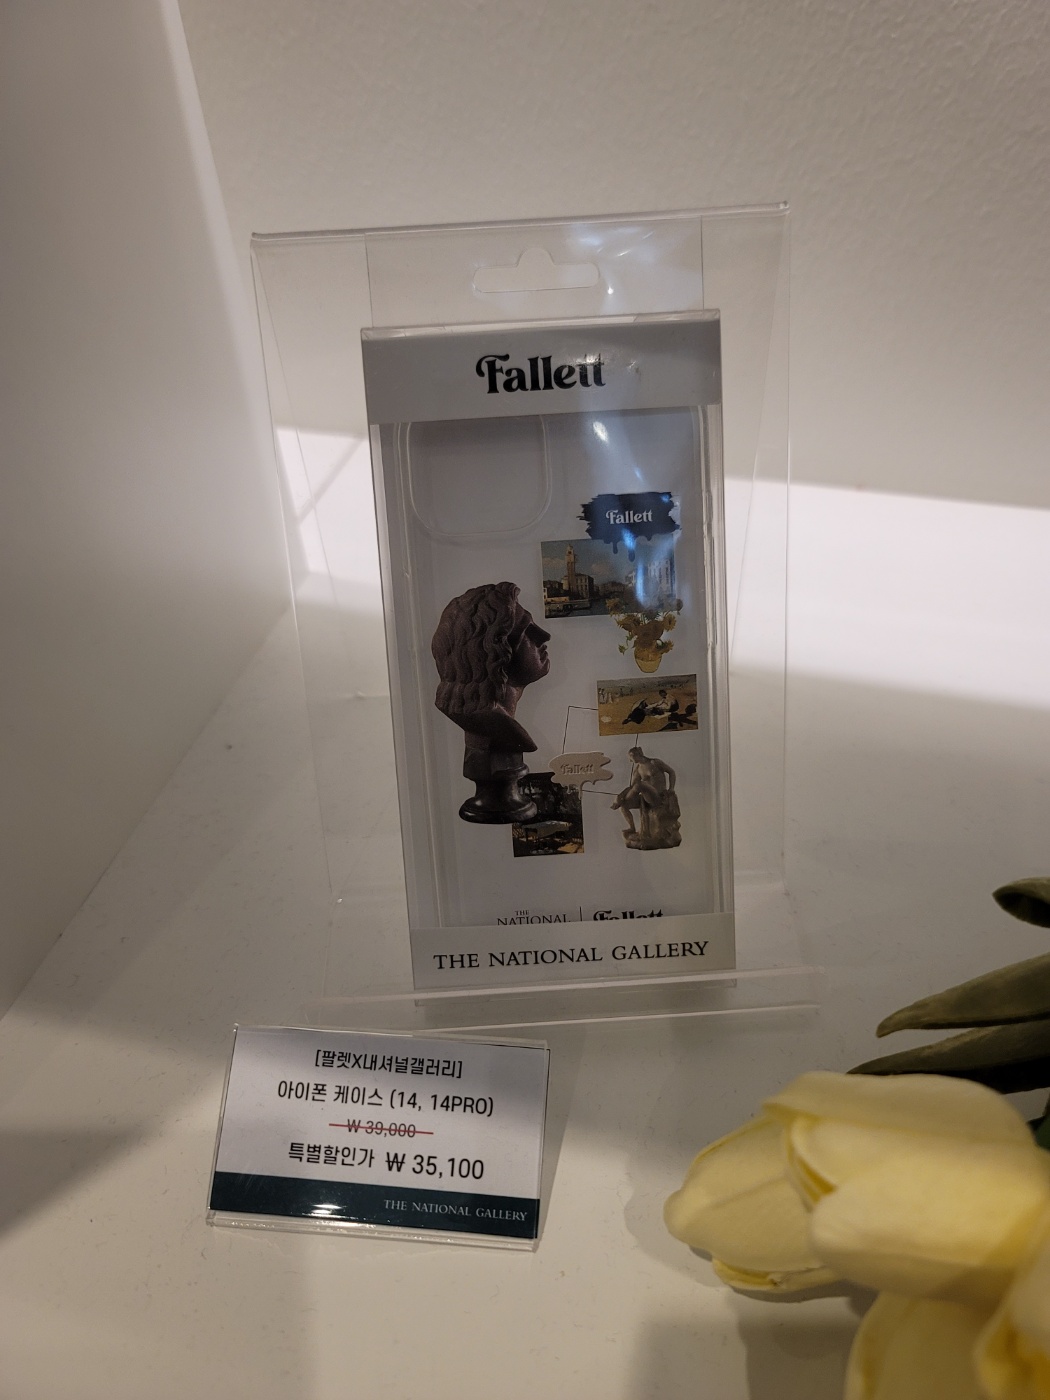 Fallett
Fallett
Fallett
THE
NATIONAL
Fallett
THE NATIONAL GALLERY
[팔렛X내셔널갤러리]
아이폰 케이스 (14, 14PRO)
₩ 39,000
특별할인가 ₩ 35,100
THE NATIONAL GALLERY